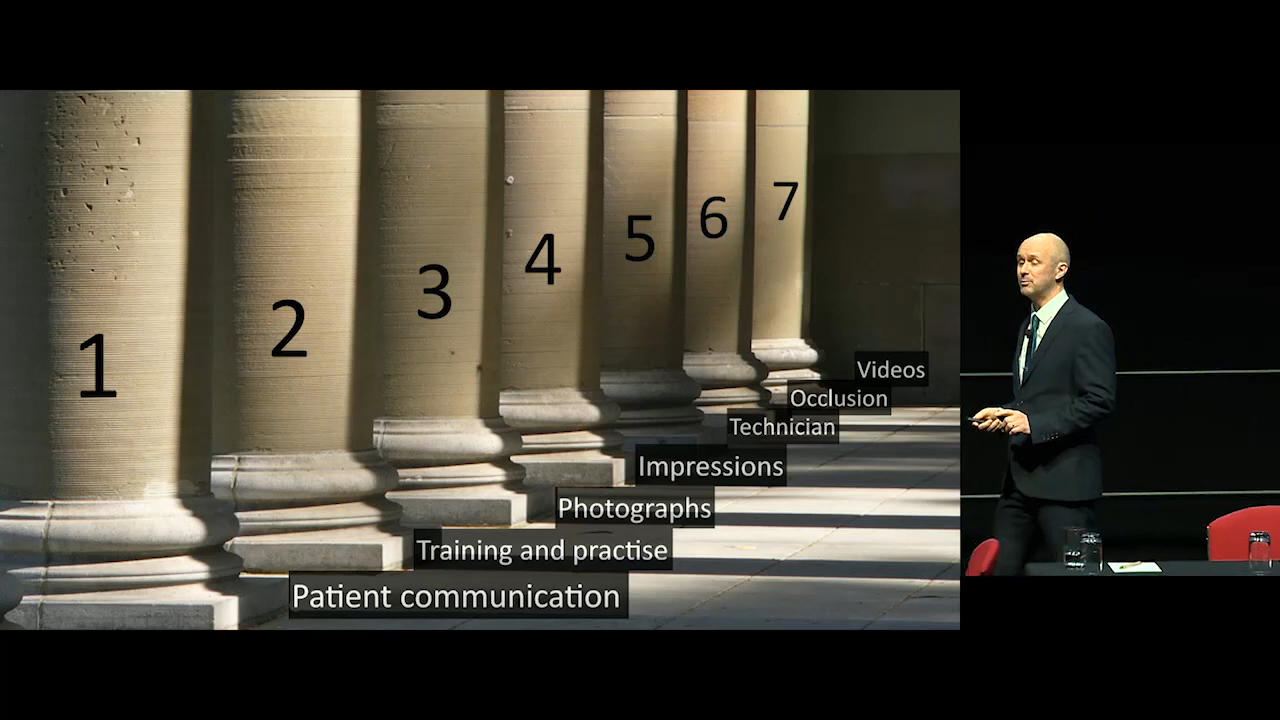 1
2
3
4
5
6
7
Videos
Occlusion
Technician
Impressions
Photographs
Training and practise
Patient communication